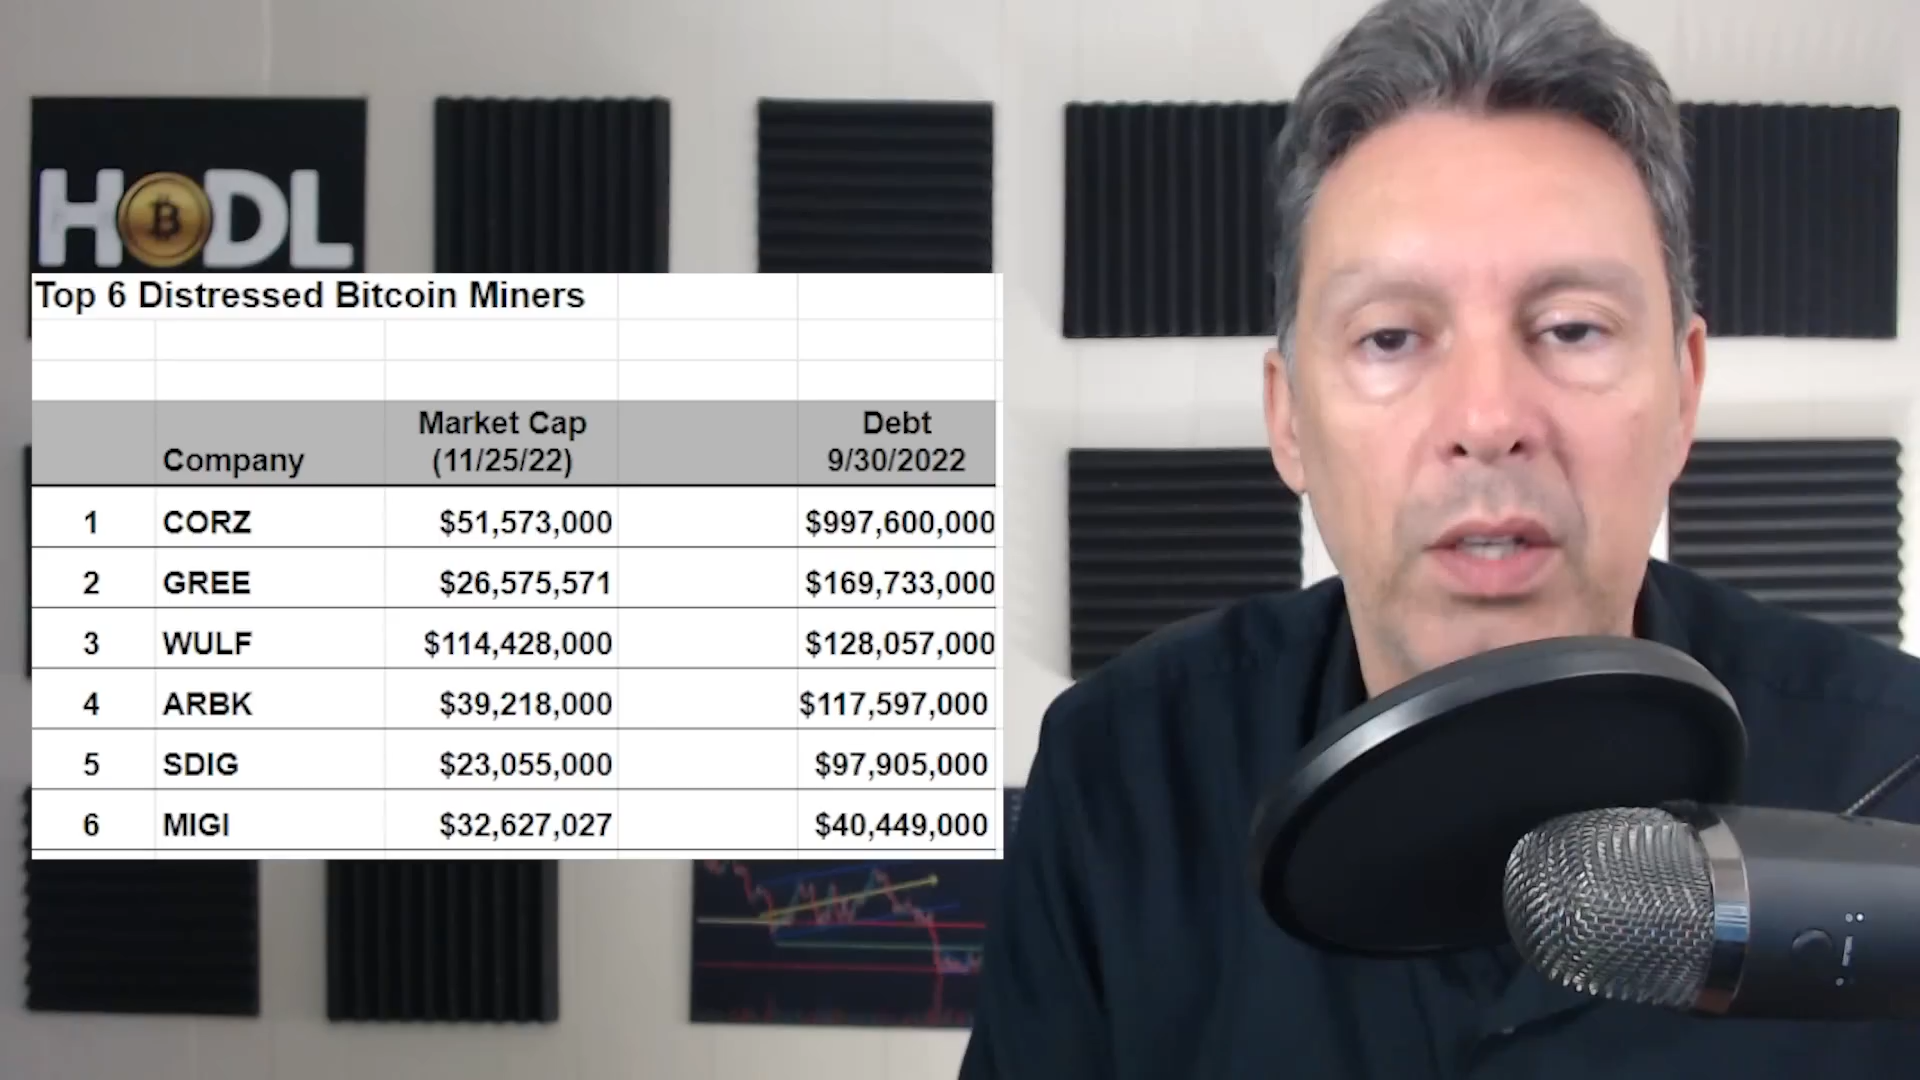 HODL
Top 6 Distressed Bitcoin Miners
Market Cap Debt
Company (11/25/22) 9/30/2022
1 CORZ $51,573,000 $997,600,000
2 GREE $26,575,571 $169,733,000
3 WULF $114,428,000 $128,057,000
4 ARBK $39,218,000 $117,597,000
5 SDIG $23,055,000 $97,905,000
6 MIGI $32,627,027 $40,449,000